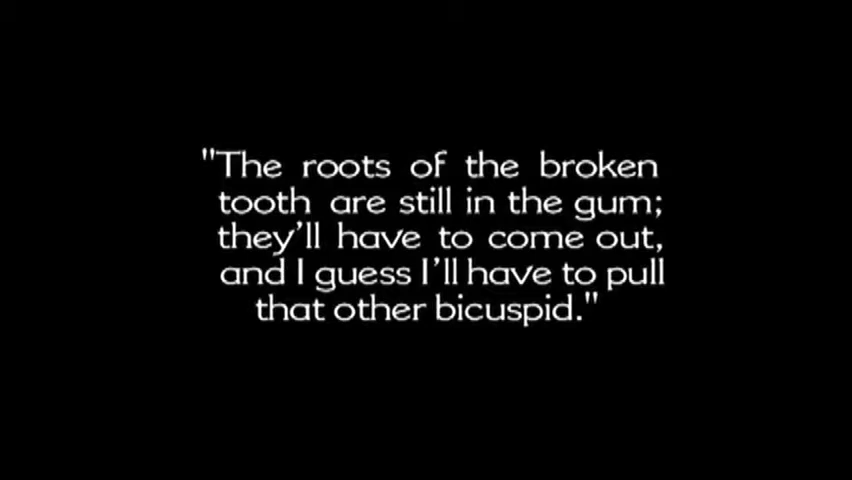 "The roots of the broken
tooth are still in the gum;
they'll have to come out,
and I guess I'll have to pull
that other bicuspid."